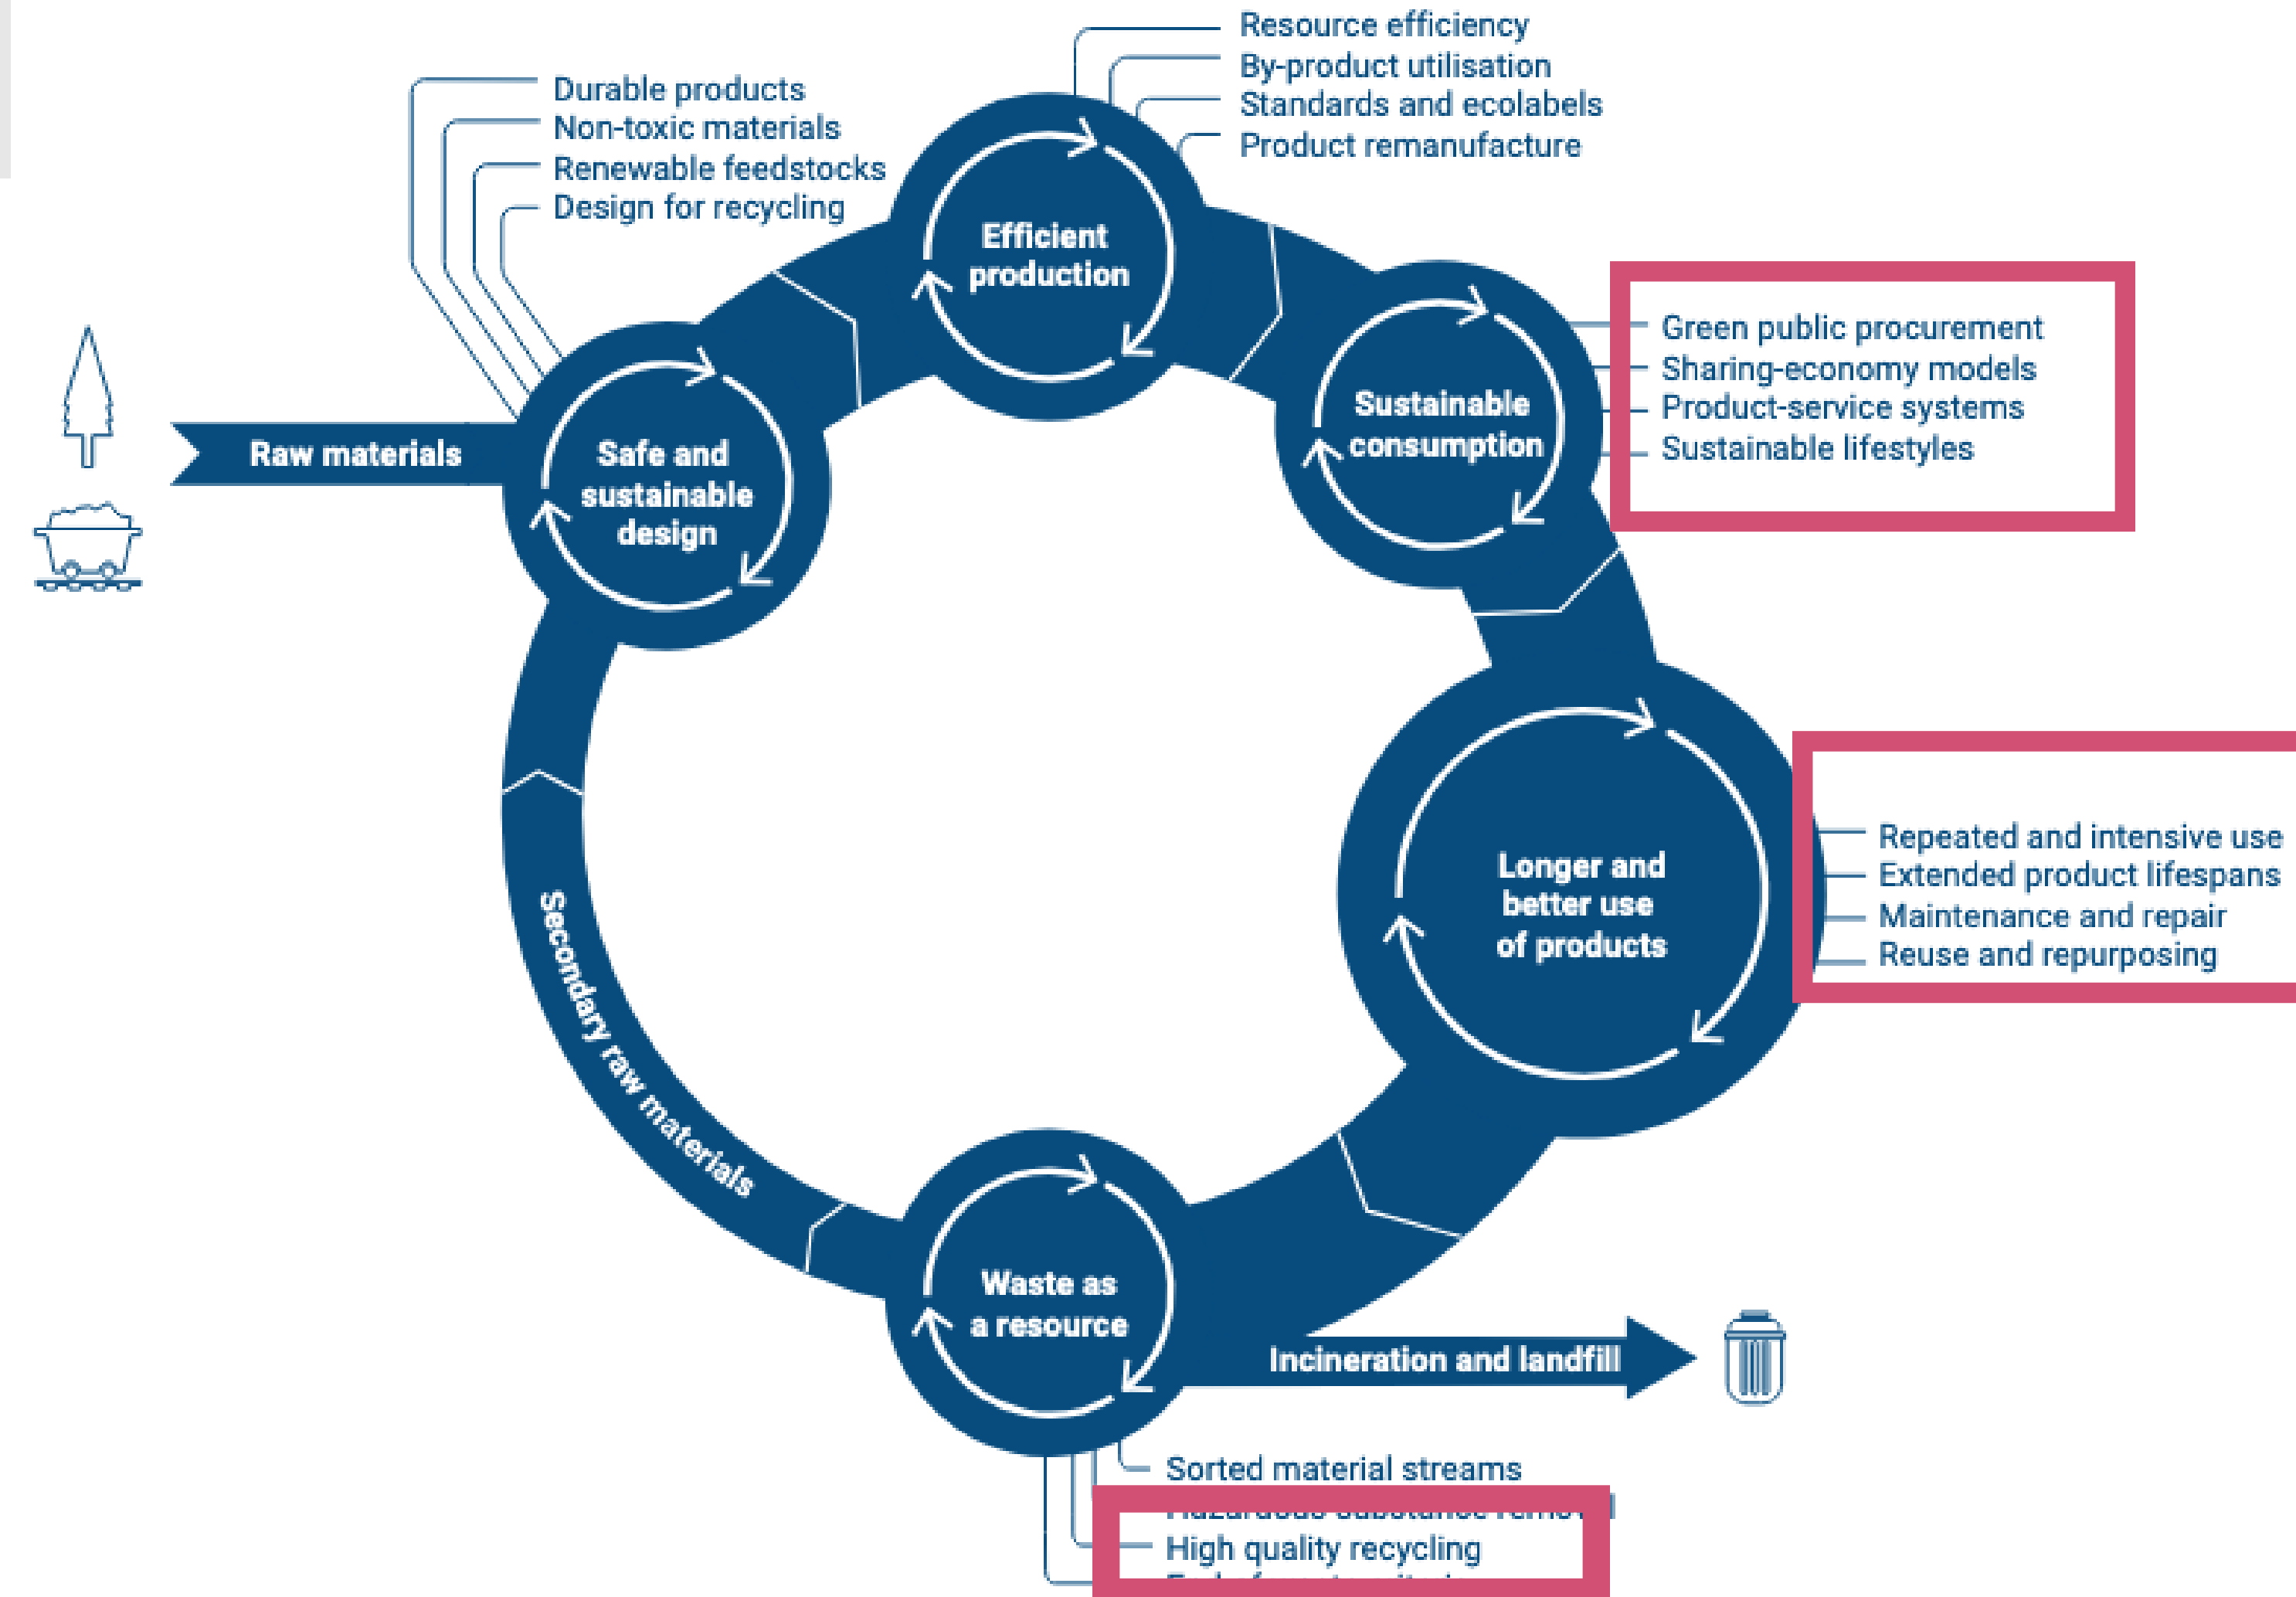 Resource efficiency
By-product utilisation
Standards and ecolabels
Product remanufacture
Durable products
Non-toxic materials
Renewable feedstocks
Design for recycling
Efficient
production
Green public procurement
Sharing-economy models
Product-service systems
Sustainable lifestyles
Sustainable
consumption
Raw materials
Safe and
sustainable
design
Repeated and intensive use
Extended product lifespans
Maintenance and repair
Reuse and repurposing
Longer and
better use
of products
Secondary raw materials
Waste as
a resource
Incineration and landfill
Sorted material streams
Hazardous substance removal
High quality recycling